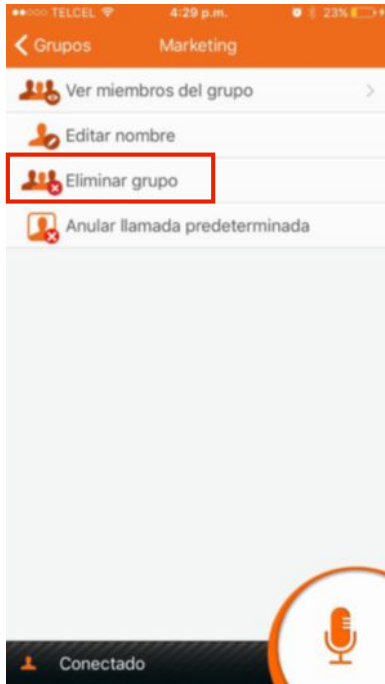 TELCEL 4:29 p.m. 23%
Grupos Marketing
Ver miembros del grupo
Editar nombre
Eliminar grupo
Anular llamada predeterminada
Conectado